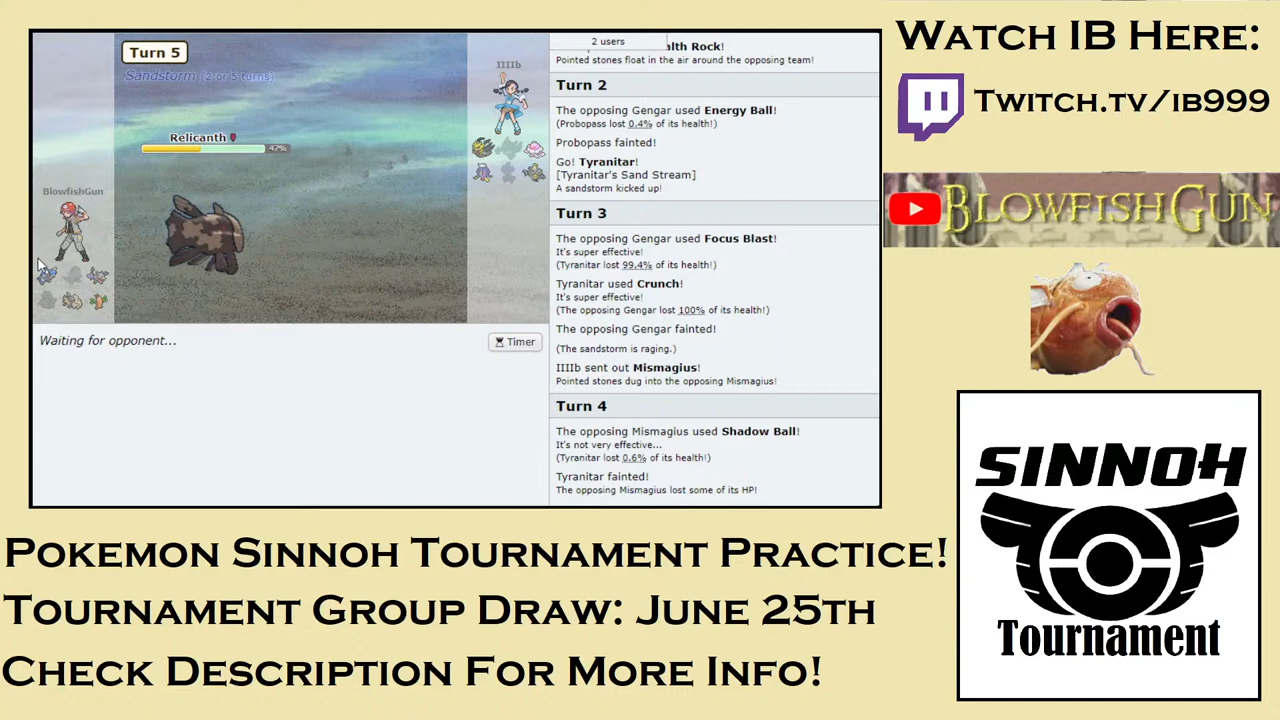 Turn 5
Sandstorm (2 or 5 turns)
Relicanth
42%
BlowfishGun
IIIIb
Waiting for opponent...
Timer
2 users
alth Rock!
Pointed stones float in the air around the opposing team!
Turn 2
The opposing Gengar used Energy Ball!
(Probopass lost 0.4% of its health!)
Probopass fainted!
Go! Tyranitar!
[Tyranitar's Sand Stream]
A sandstorm kicked up!
Turn 3
The opposing Gengar used Focus Blast!
It's super effective!
(Tyranitar lost 99.4% of its health!)
Tyranitar used Crunch!
It's super effective!
(The opposing Gengar lost 100% of its health!)
The opposing Gengar fainted!
(The sandstorm is raging.)
IIIIb sent out Mismagius!
Pointed stones dug into the opposing Mismagius!
Turn 4
The opposing Mismagius used Shadow Ball!
It's not very effective...
(Tyranitar lost 0.6% of its health!)
Tyranitar fainted!
The opposing Mismagius lost some of its HP!
Watch IB Here:
Twitch.tv/ib999
BlowfishGun
SINNOH
Tournament
Pokemon Sinnoh Tournament Practice!
Tournament Group Draw: June 25th
Check Description For More Info!